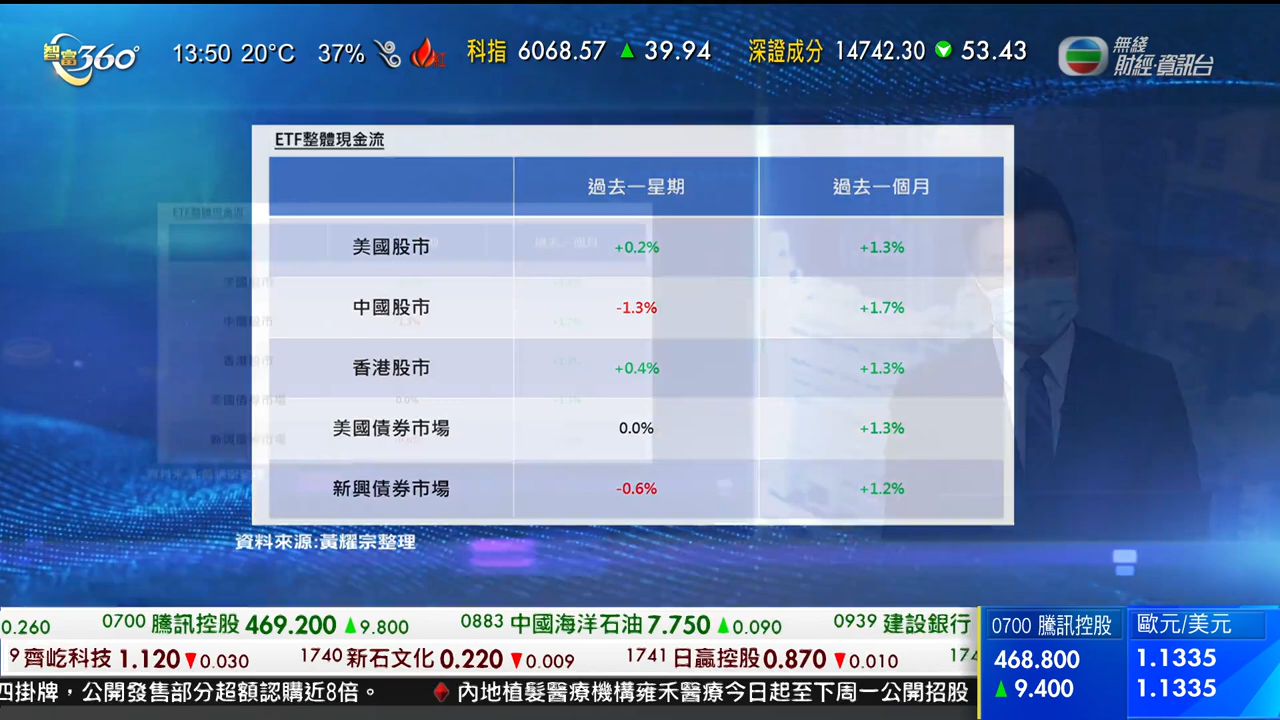 智富360°
13:50 20°C 37% 科指 6068.57 ▲ 39.94 深證成分 14742.30 ▼ 53.43
無綫
財經·資訊台
ETF整體現金流
過去一星期 過去一個月
美國股市 +0.2% +1.3%
中國股市 -1.3% +1.7%
香港股市 +0.4% +1.3%
美國債券市場 0.0% +1.3%
新興債券市場 -0.6% +1.2%
資料來源:黃耀宗整理
0.260 0700 騰訊控股 469.200 ▲9.800 0883 中國海洋石油 7.750 ▲0.090 0939 建設銀行
9 齊屹科技 1.120 ▼0.030 1740 新石文化 0.220 ▼0.009 1741 日贏控股 0.870 ▼0.010 174
四掛牌，公開發售部分超額認購近8倍。 ♦ 內地植髮醫療機構雍禾醫療今日起至下周一公開招股
0700 騰訊控股
468.800
▲ 9.400
歐元/美元
1.1335
1.1335